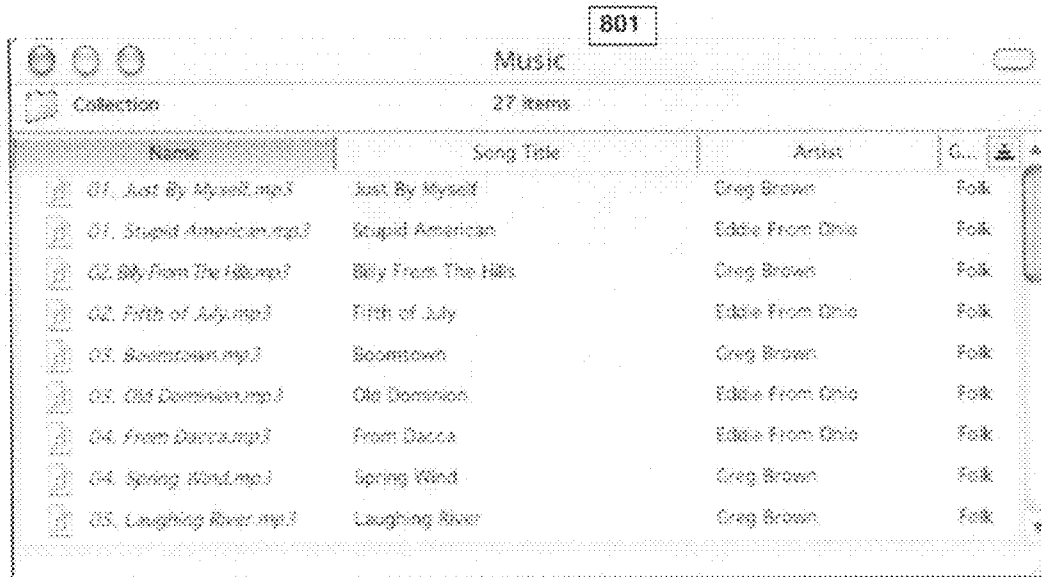 801
Music
Collection 27 items
Name Song Title Artist G...
01. Just By Myself.mp3 Just By Myself Greg Brown Folk
01. Stupid American.mp3 Stupid American Eddie From Ohio Folk
02. Billy From The Hills.mp3 Billy From The Hills Greg Brown Folk
02. Fifth of July.mp3 Fifth of July Eddie From Ohio Folk
03. Boomtown.mp3 Boomtown Greg Brown Folk
03. Old Dominion.mp3 Old Dominion Eddie From Ohio Folk
04. From Dacca.mp3 From Dacca Eddie From Ohio Folk
04. Spring Wind.mp3 Spring Wind Greg Brown Folk
05. Laughing River.mp3 Laughing River Greg Brown Folk